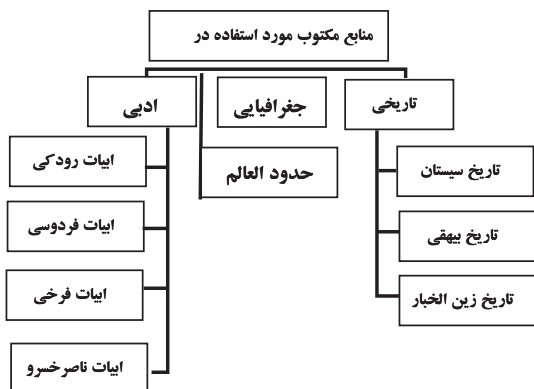 منابع مکتوب مورد استفاده در
تاریخی
جغرافیایی
ادبی
تاریخ سیستان
تاریخ بیهقی
تاریخ زین الخبار
حدود العالم
ابیات رودکی
ابیات فردوسی
ابیات فرخی
ابیات ناصرخسرو